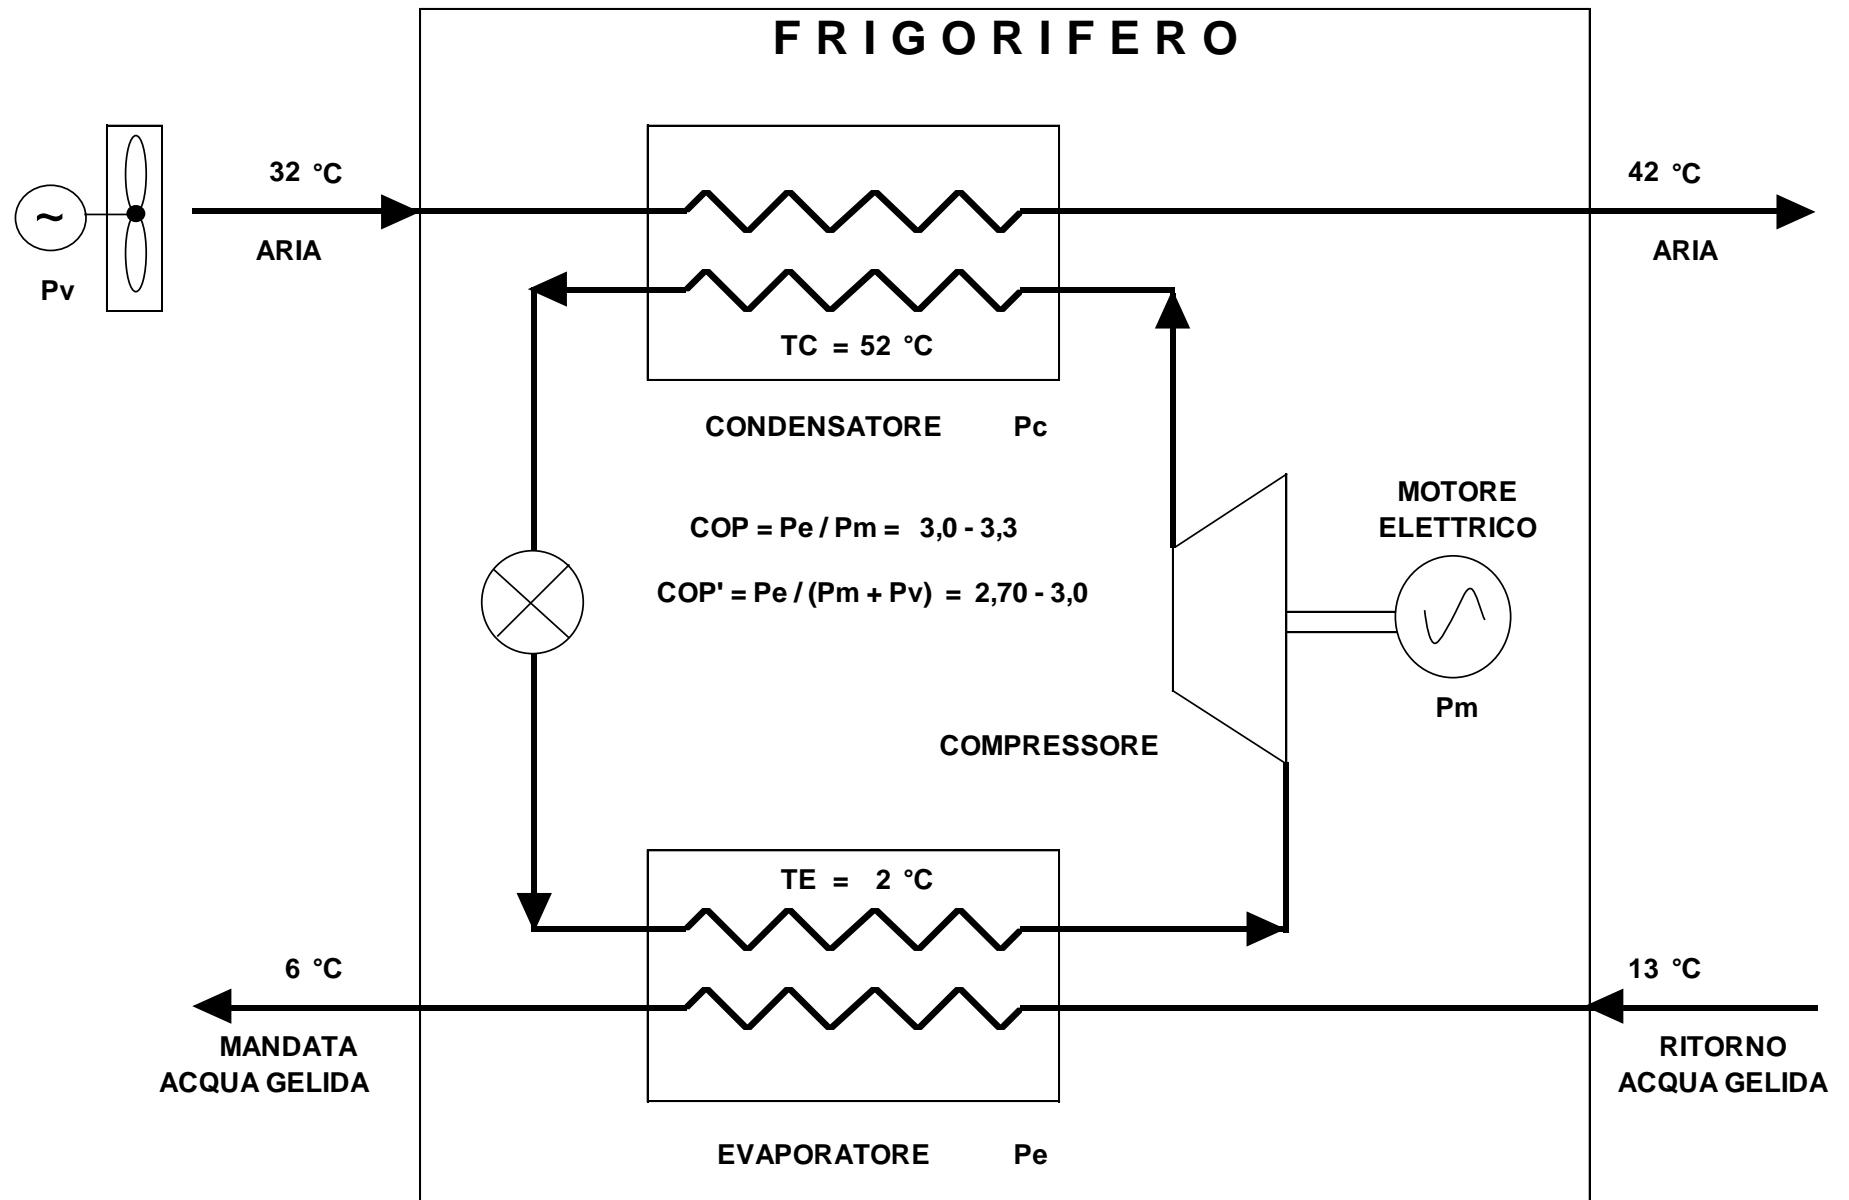 F R I G O R I F E R O
32 °C
42 °C
~
ARIA
ARIA
Pv
TC = 52 °C
CONDENSATORE Pc
MOTORE
ELETTRICO
COP = Pe / Pm = 3,0 - 3,3
COP' = Pe / (Pm + Pv) = 2,70 - 3,0
Pm
COMPRESSORE
TE = 2 °C
6 °C
13 °C
MANDATA
ACQUA GELIDA
RITORNO
ACQUA GELIDA
EVAPORATORE Pe